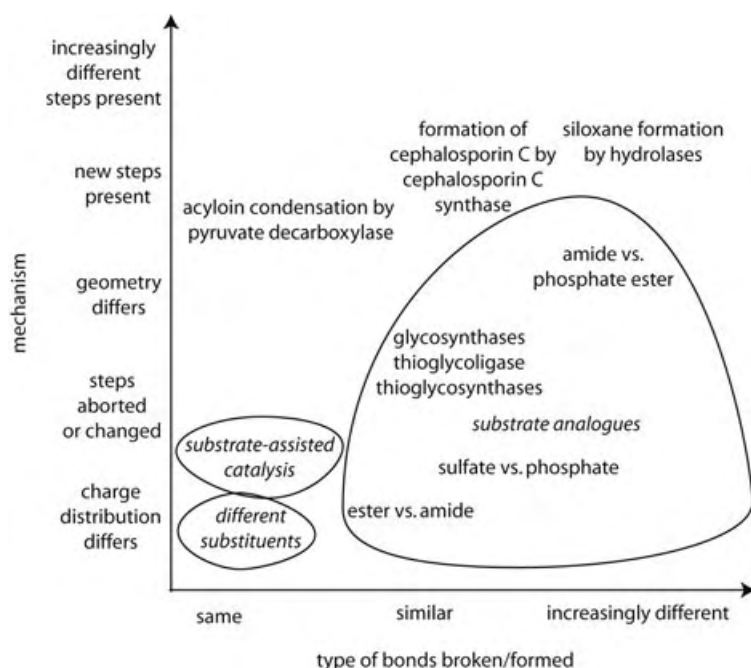 increasingly
different
steps present
new steps
present
geometry
differs
steps
aborted
or changed
charge
distribution
differs
mechanism
formation of
cephalosporin C by
cephalosporin C
synthase
siloxane formation
by hydrolases
acyloin condensation by
pyruvate decarboxylase
amide vs.
phosphate ester
glycosynthases
thioglycoligase
thioglycosynthases
substrate analogues
substrate-assisted
catalysis
sulfate vs. phosphate
different
substituents
ester vs. amide
same
similar
increasingly different
type of bonds broken/formed